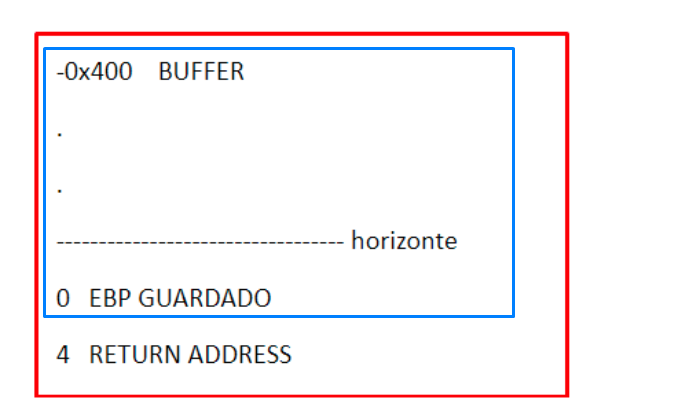 -0x400 BUFFER
.
.
---------------------------------- horizonte
0 EBP GUARDADO
4 RETURN ADDRESS